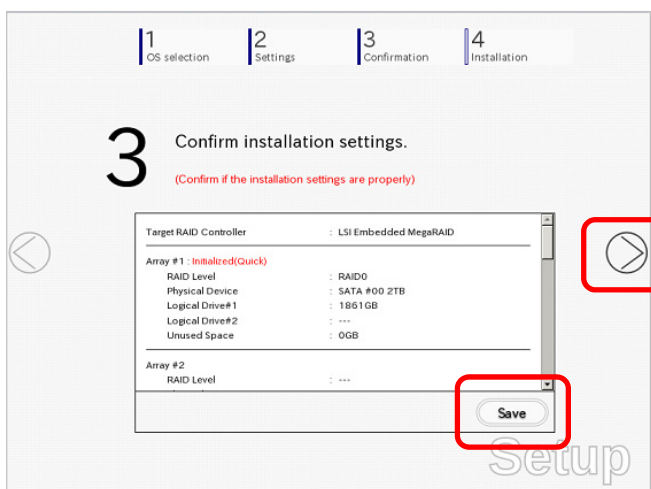 1 2 3 4
OS selection Settings Confirmation Installation
3 Confirm installation settings.
(Confirm if the installation settings are properly)
Target RAID Controller : LSI Embedded MegaRAID
Array #1 : Initialized(Quick)
RAID Level : RAID0
Physical Device : SATA #00 2TB
Logical Drive#1 : 1861GB
Logical Drive#2 : ---
Unused Space : 0GB
Array #2
RAID Level : ---
Save
Setup